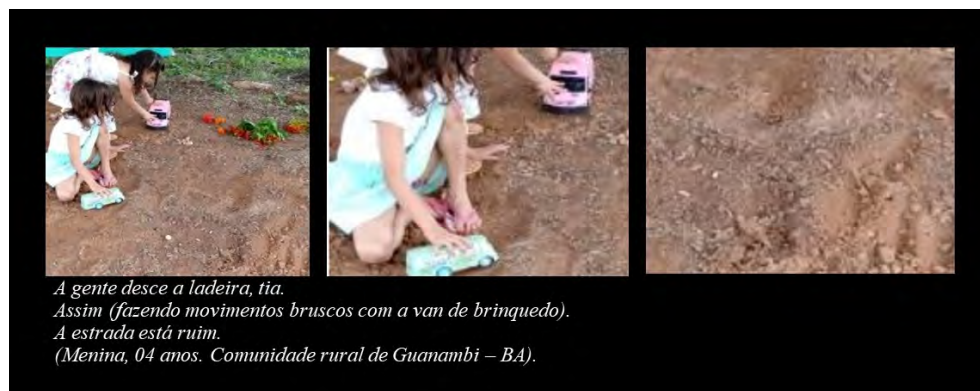 A gente desce a ladeira, tia.
Assim (fazendo movimentos bruscos com a van de brinquedo).
A estrada está ruim.
(Menina, 04 anos. Comunidade rural de Guanambi – BA).